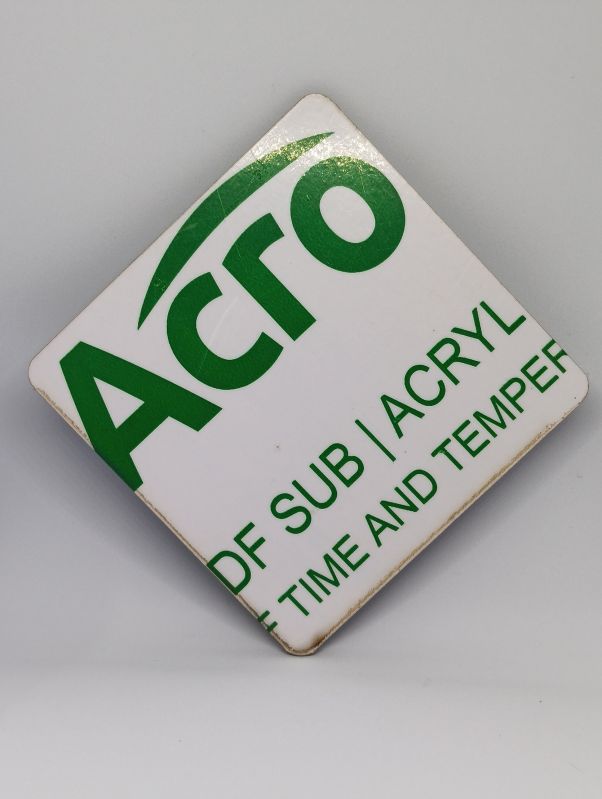 Acro
DF SUB | ACRYL
TIME AND TEMPER